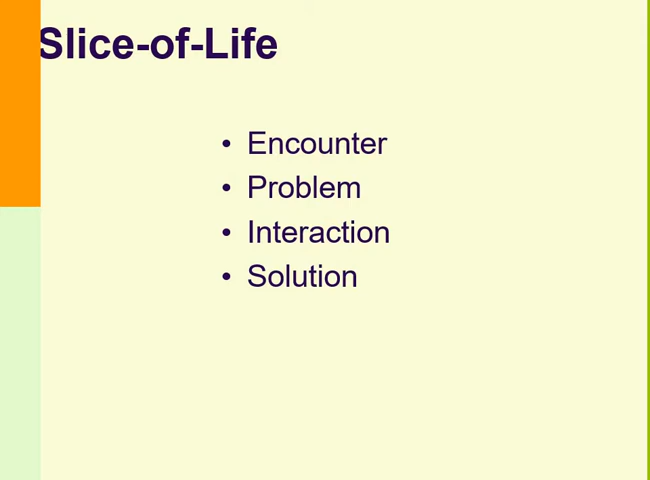 Slice-of-Life
• Encounter
• Problem
• Interaction
• Solution